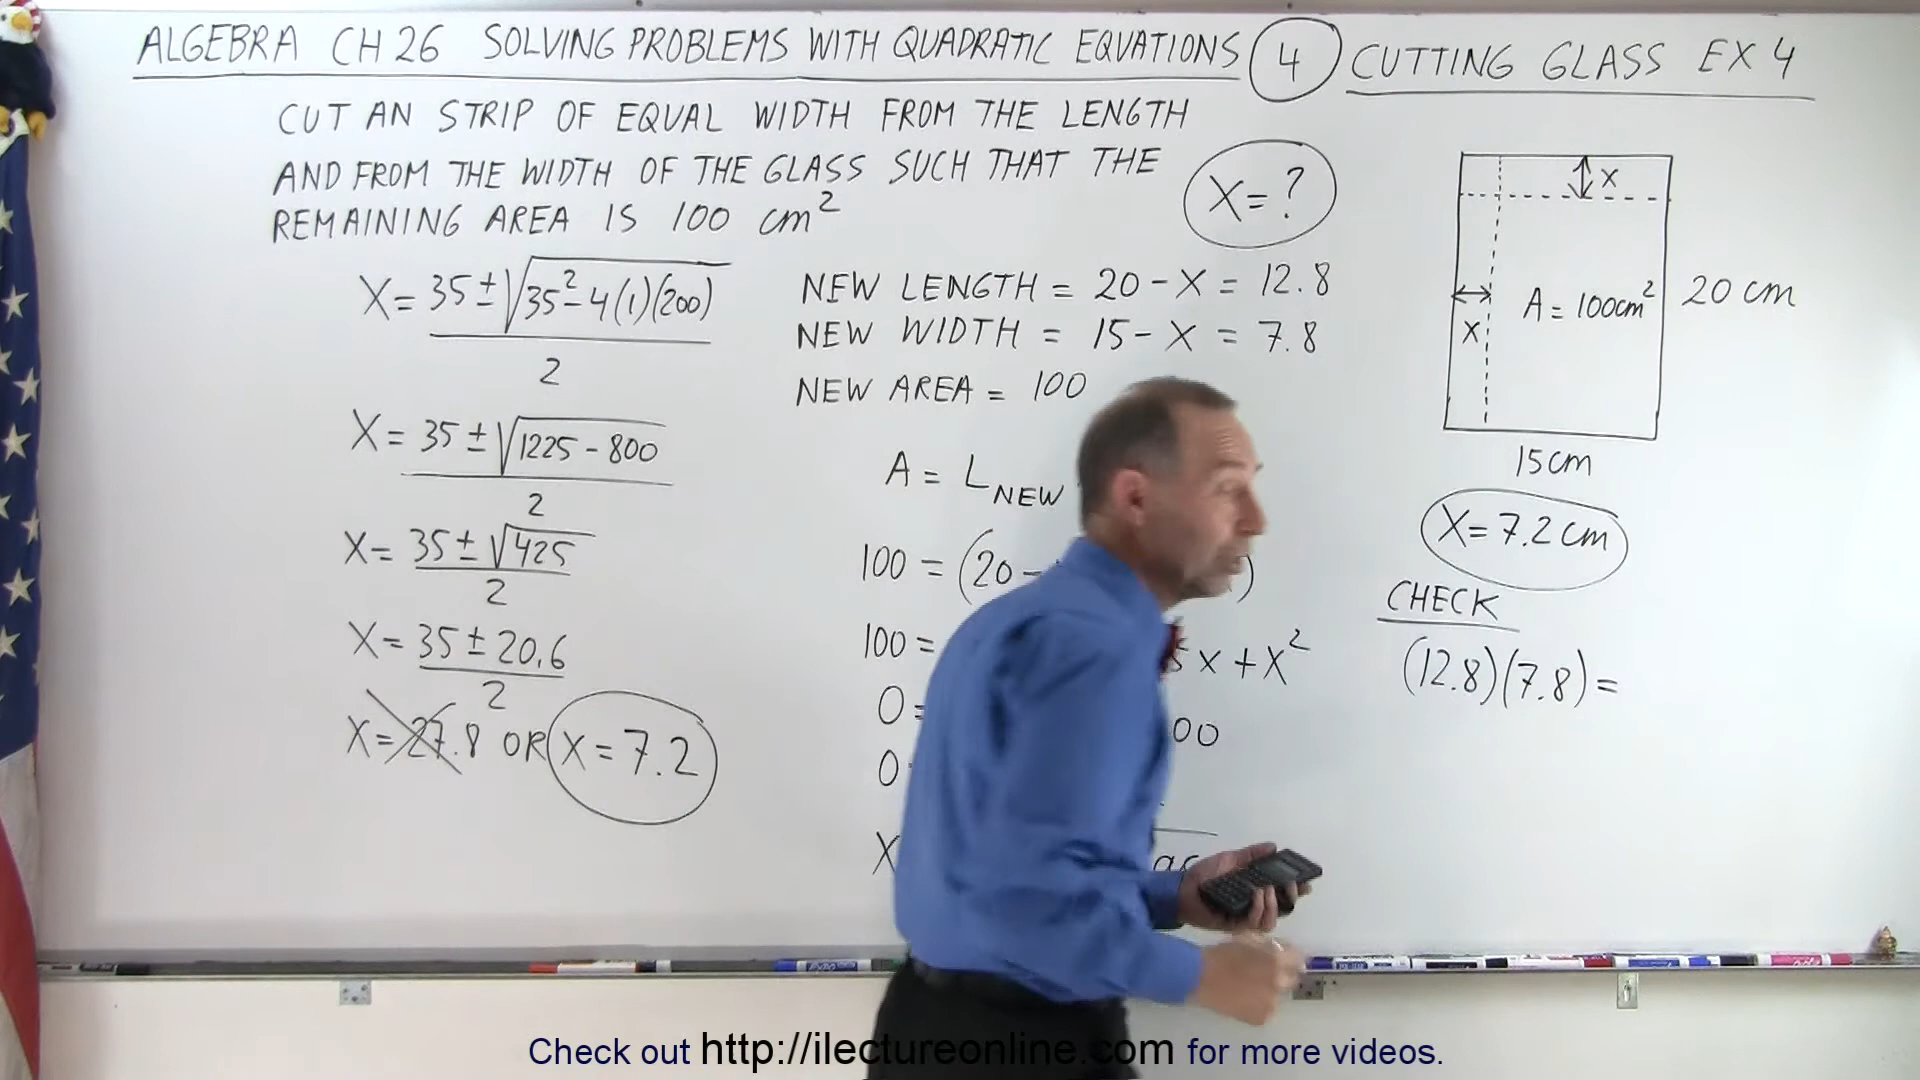 ALGEBRA CH 26 SOLVING PROBLEMS WITH QUADRATIC EQUATIONS 4 CUTTING GLASS EX 4
CUT AN STRIP OF EQUAL WIDTH FROM THE LENGTH
AND FROM THE WIDTH OF THE GLASS SUCH THAT THE
REMAINING AREA IS 100 cm²
X = ?
X = (35 ± √(35² - 4(1)(200))) / 2
X = (35 ± √(1225 - 800)) / 2
X = (35 ± √425) / 2
X = (35 ± 20.6) / 2
X = 27.8 OR X = 7.2
NEW LENGTH = 20 - X = 12.8
NEW WIDTH = 15 - X = 7.8
NEW AREA = 100
A = L NEW
100 = (20 - )
100 = x + X²
0 = 00
0
X
X
X
A = 100cm²
20 cm
15cm
X = 7.2 cm
CHECK
(12.8)(7.8) =
Check out http://ilectureonline.com for more videos.